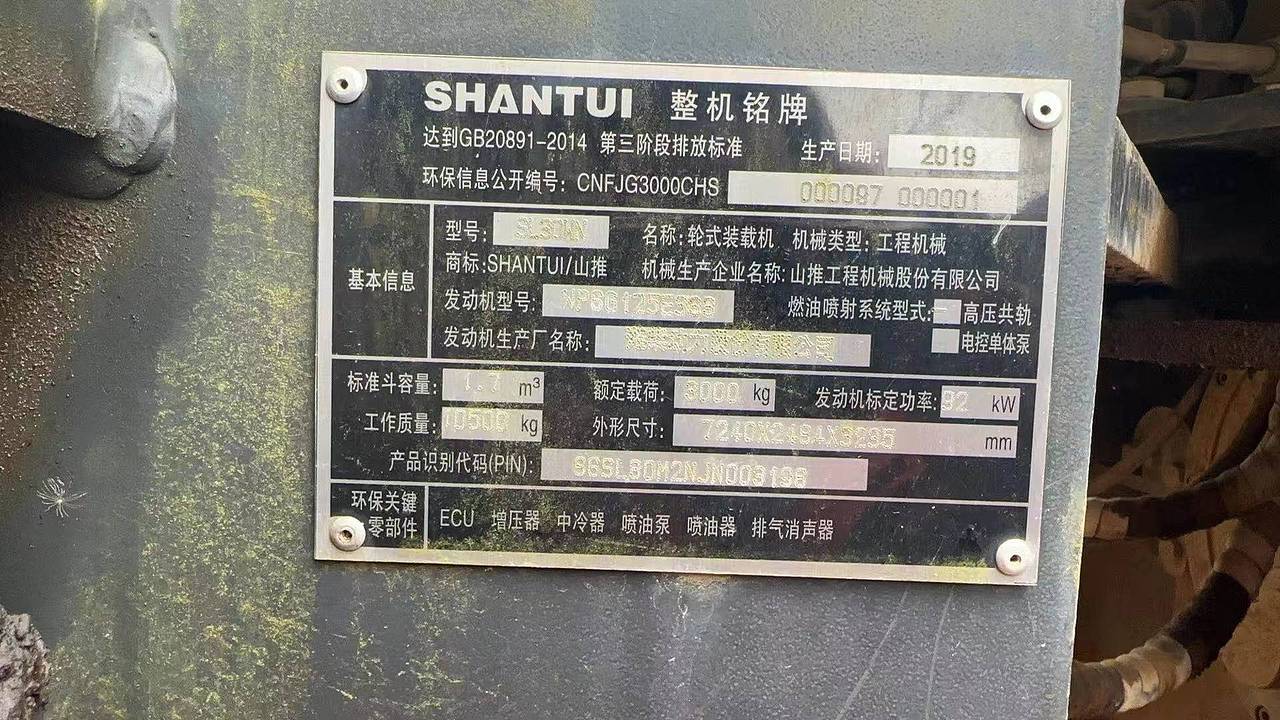 SHANTUI 整机铭牌
达到GB20891-2014 第三阶段排放标准 生产日期: 2019
环保信息公开编号: CNFJG3000CHS 000087 000001
基本信息
型号: SL30WN 名称: 轮式装载机 机械类型: 工程机械
商标:SHANTUI/山推 机械生产企业名称: 山推工程机械股份有限公司
发动机型号: 燃油喷射系统型式: 高压共轨
发动机生产厂名称: 有限公司 电控单体泵
标准斗容量: 1.7 m³ 额定载荷: 3000 kg 发动机标定功率: 92 kW
工作质量: 10500 kg 外形尺寸: mm
产品识别代码(PIN):
环保关键零部件
ECU 增压器 中冷器 喷油泵 喷油器 排气消声器